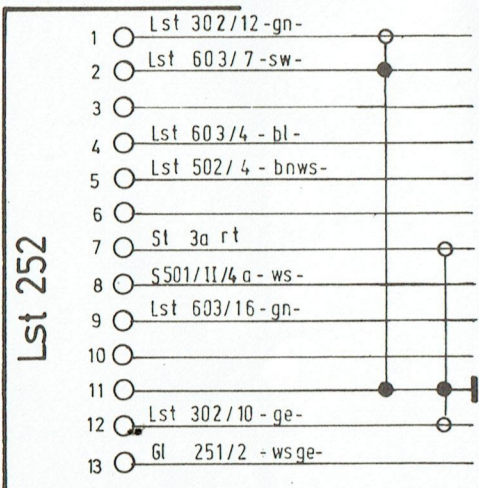 Lst 252
1 Lst 302/12 -gn-
2 Lst 603/7 -sw-
3
4 Lst 603/4 - bl -
5 Lst 502/4 - bnws-
6
7 Sl 3a rt
8 S501/II/4a - ws -
9 Lst 603/16 -gn-
10
11
12 Lst 302/10 -ge-
13 Gl 251/2 - wsge-